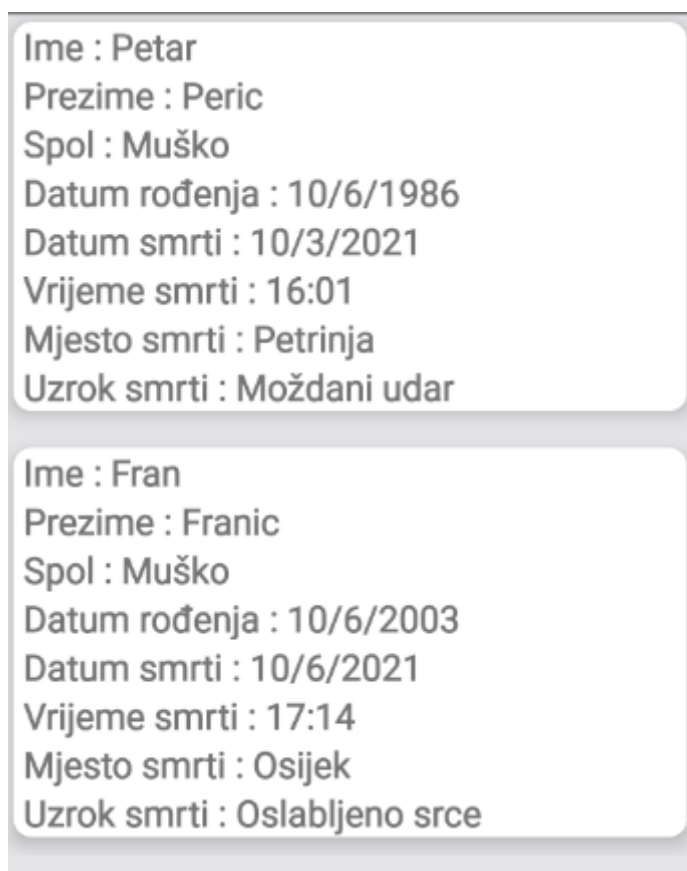 Ime : Petar
Prezime : Peric
Spol : Muško
Datum rođenja : 10/6/1986
Datum smrti : 10/3/2021
Vrijeme smrti : 16:01
Mjesto smrti : Petrinja
Uzrok smrti : Moždani udar
Ime : Fran
Prezime : Franic
Spol : Muško
Datum rođenja : 10/6/2003
Datum smrti : 10/6/2021
Vrijeme smrti : 17:14
Mjesto smrti : Osijek
Uzrok smrti : Oslabljeno srce